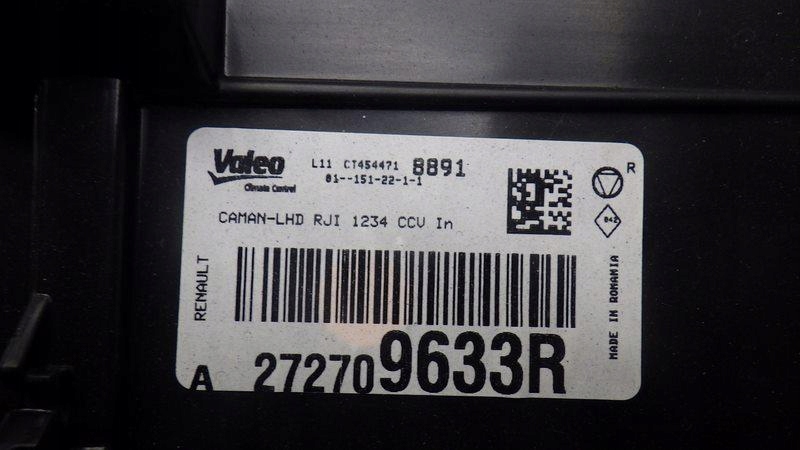 Valeo
Climate Control
L11 CT454471 8891
01--151-22-1-1
R
CAMAN-LHD RJI 1234 CCV In
RENAULT
MADE IN ROMANIA
A 272709633R